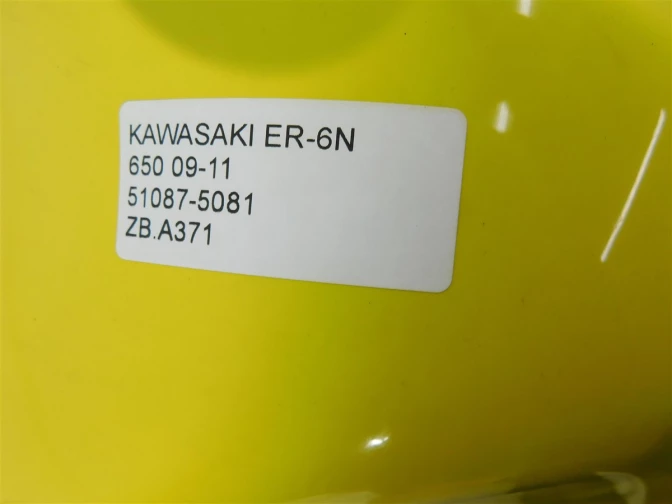 KAWASAKI ER-6N
650 09-11
51087-5081
ZB.A371